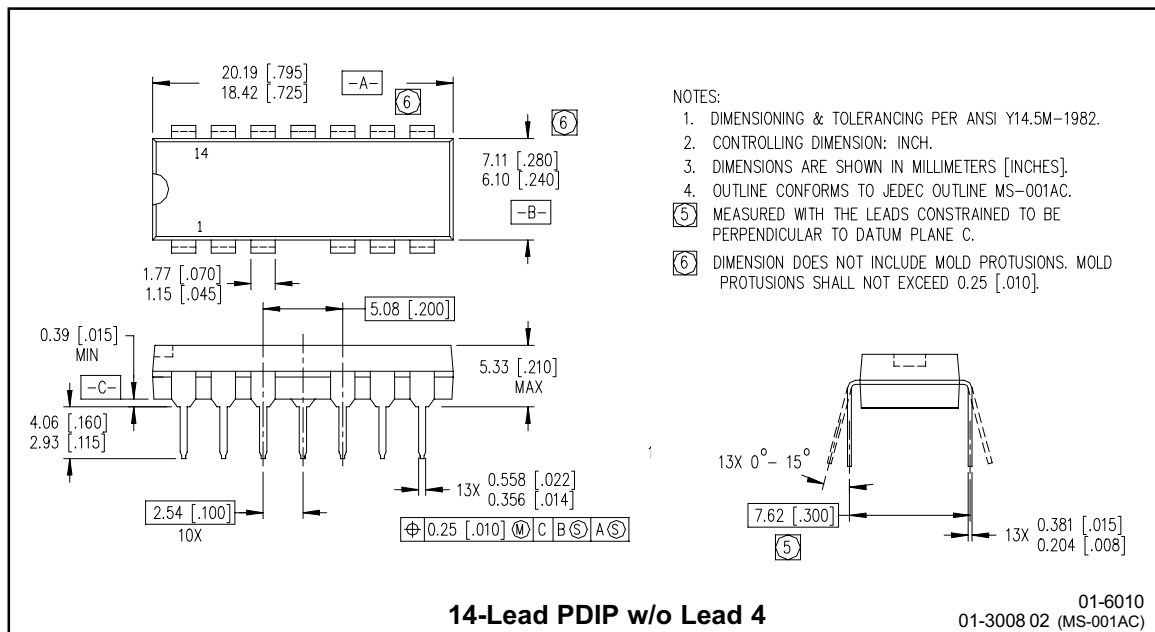 20.19 [.795]
18.42 [.725]
-A-
6
6
14
1
7.11 [.280]
6.10 [.240]
-B-
1.77 [.070]
1.15 [.045]
5.08 [.200]
0.39 [.015]
MIN
-C-
4.06 [.160]
2.93 [.115]
5.33 [.210]
MAX
2.54 [.100]
10X
13X 0.558 [.022]
0.356 [.014]
⌖ 0.25 [.010] Ⓜ C B Ⓢ A Ⓢ
NOTES:
1. DIMENSIONING & TOLERANCING PER ANSI Y14.5M-1982.
2. CONTROLLING DIMENSION: INCH.
3. DIMENSIONS ARE SHOWN IN MILLIMETERS [INCHES].
4. OUTLINE CONFORMS TO JEDEC OUTLINE MS-001AC.
5 MEASURED WITH THE LEADS CONSTRAINED TO BE
PERPENDICULAR TO DATUM PLANE C.
6 DIMENSION DOES NOT INCLUDE MOLD PROTUSIONS. MOLD
PROTUSIONS SHALL NOT EXCEED 0.25 [.010].
13X 0°- 15°
7.62 [.300]
5
13X 0.381 [.015]
0.204 [.008]
14-Lead PDIP w/o Lead 4
01-6010
01-3008 02 (MS-001AC)